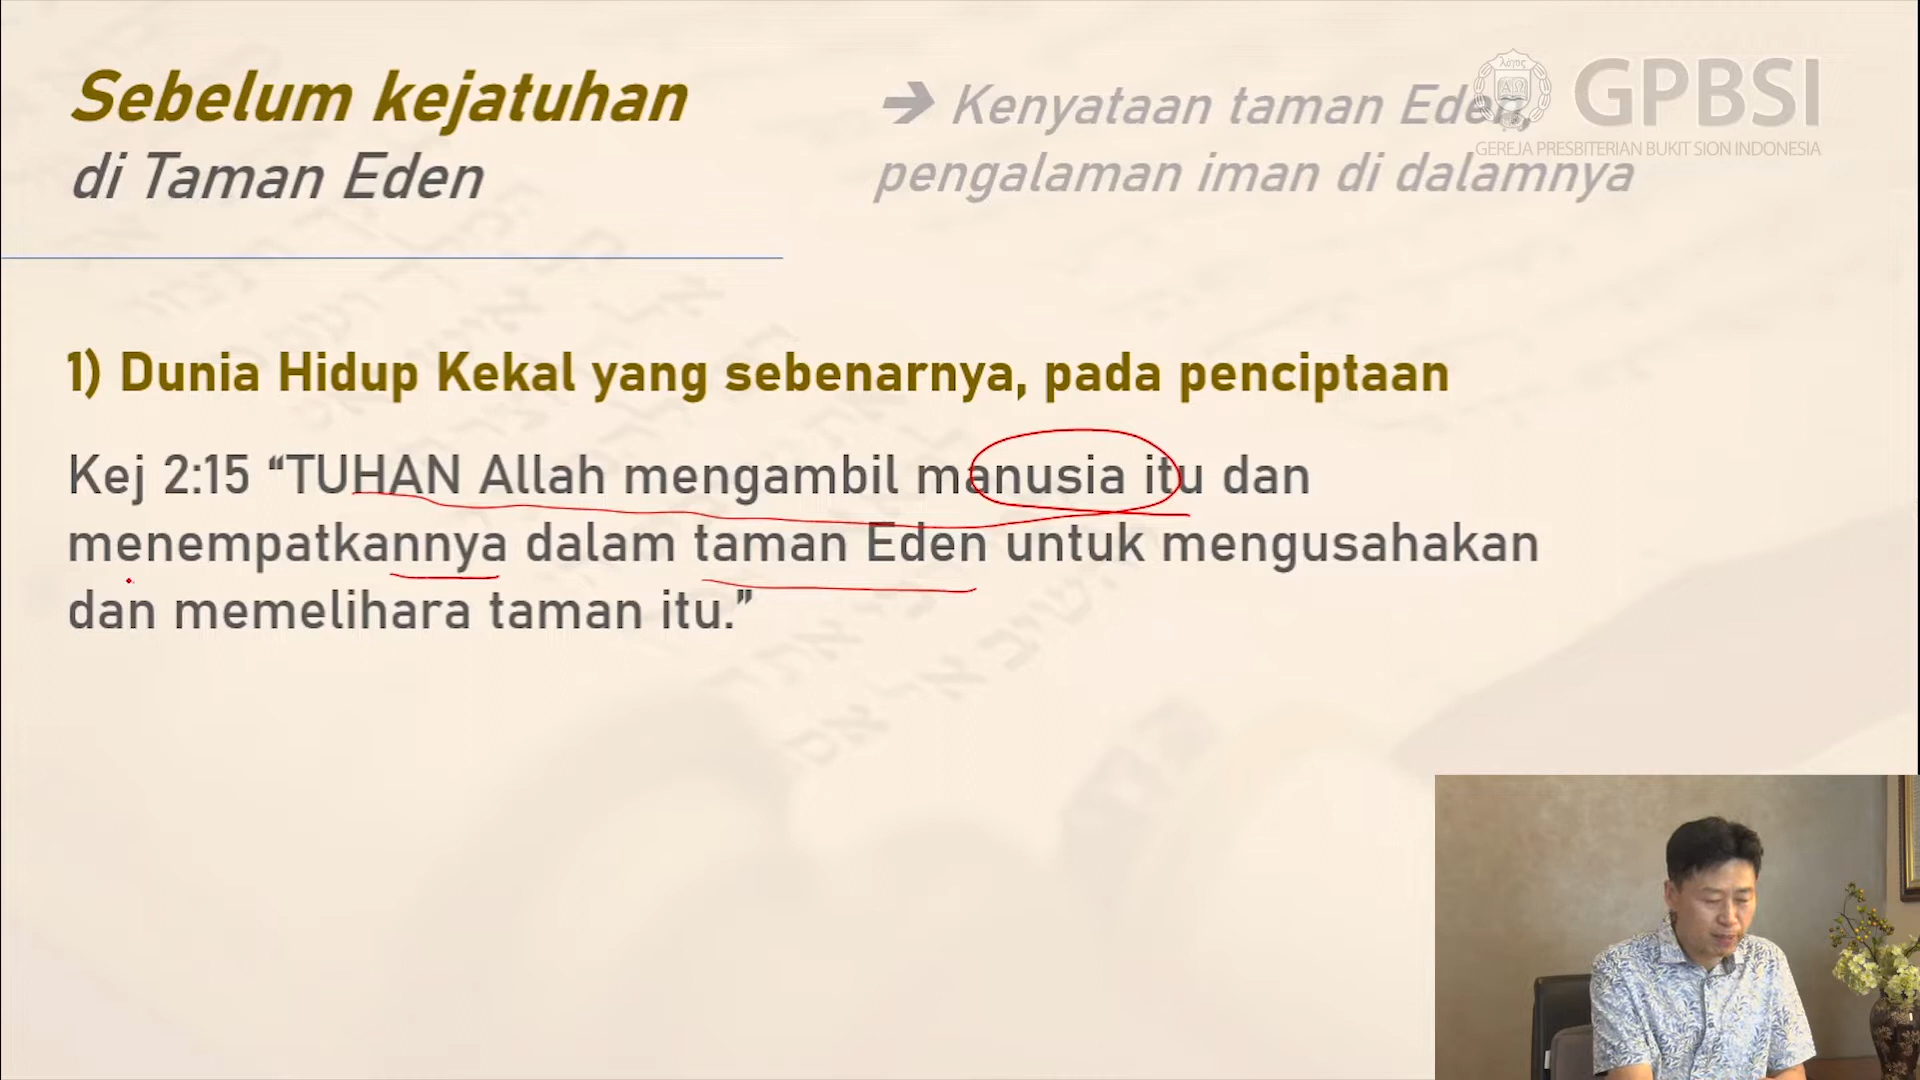 Sebelum kejatuhan
di Taman Eden
➔ Kenyataan taman Eden,
pengalaman iman di dalamnya
λόγος
ΑΩ
GPBSI
GEREJA PRESBITERIAN BUKIT SION INDONESIA
1) Dunia Hidup Kekal yang sebenarnya, pada penciptaan
Kej 2:15 “TUHAN Allah mengambil manusia itu dan
menempatkannya dalam taman Eden untuk mengusahakan
dan memelihara taman itu.”